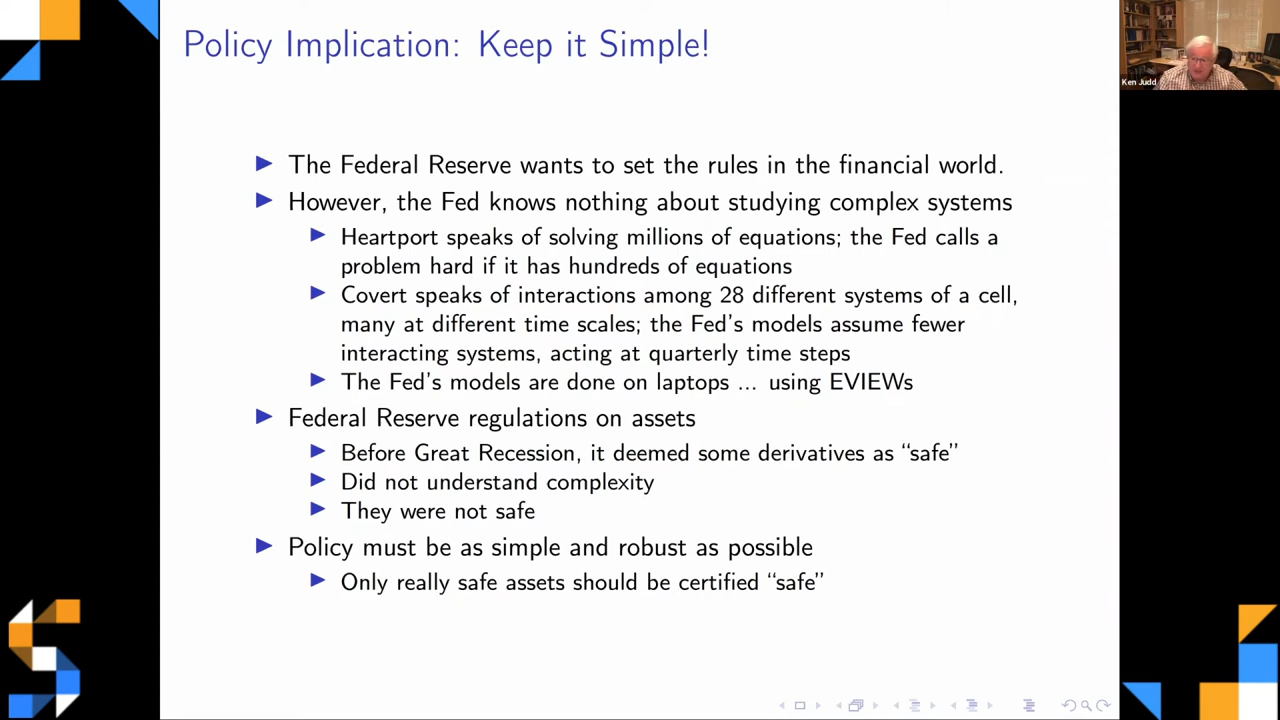 Policy Implication: Keep it Simple!
Ken Judd
The Federal Reserve wants to set the rules in the financial world.
However, the Fed knows nothing about studying complex systems
Heartport speaks of solving millions of equations; the Fed calls a
problem hard if it has hundreds of equations
Covert speaks of interactions among 28 different systems of a cell,
many at different time scales; the Fed's models assume fewer
interacting systems, acting at quarterly time steps
The Fed's models are done on laptops ... using EVIEWs
Federal Reserve regulations on assets
Before Great Recession, it deemed some derivatives as “safe”
Did not understand complexity
They were not safe
Policy must be as simple and robust as possible
Only really safe assets should be certified “safe”